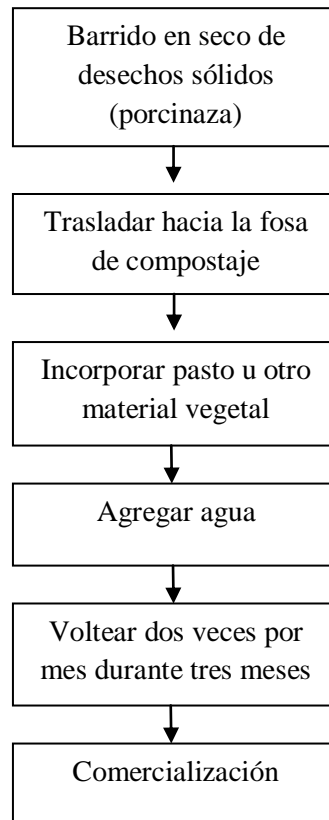 Barrido en seco de
desechos sólidos
(porcinaza)
Trasladar hacia la fosa
de compostaje
Incorporar pasto u otro
material vegetal
Agregar agua
Voltear dos veces por
mes durante tres meses
Comercialización